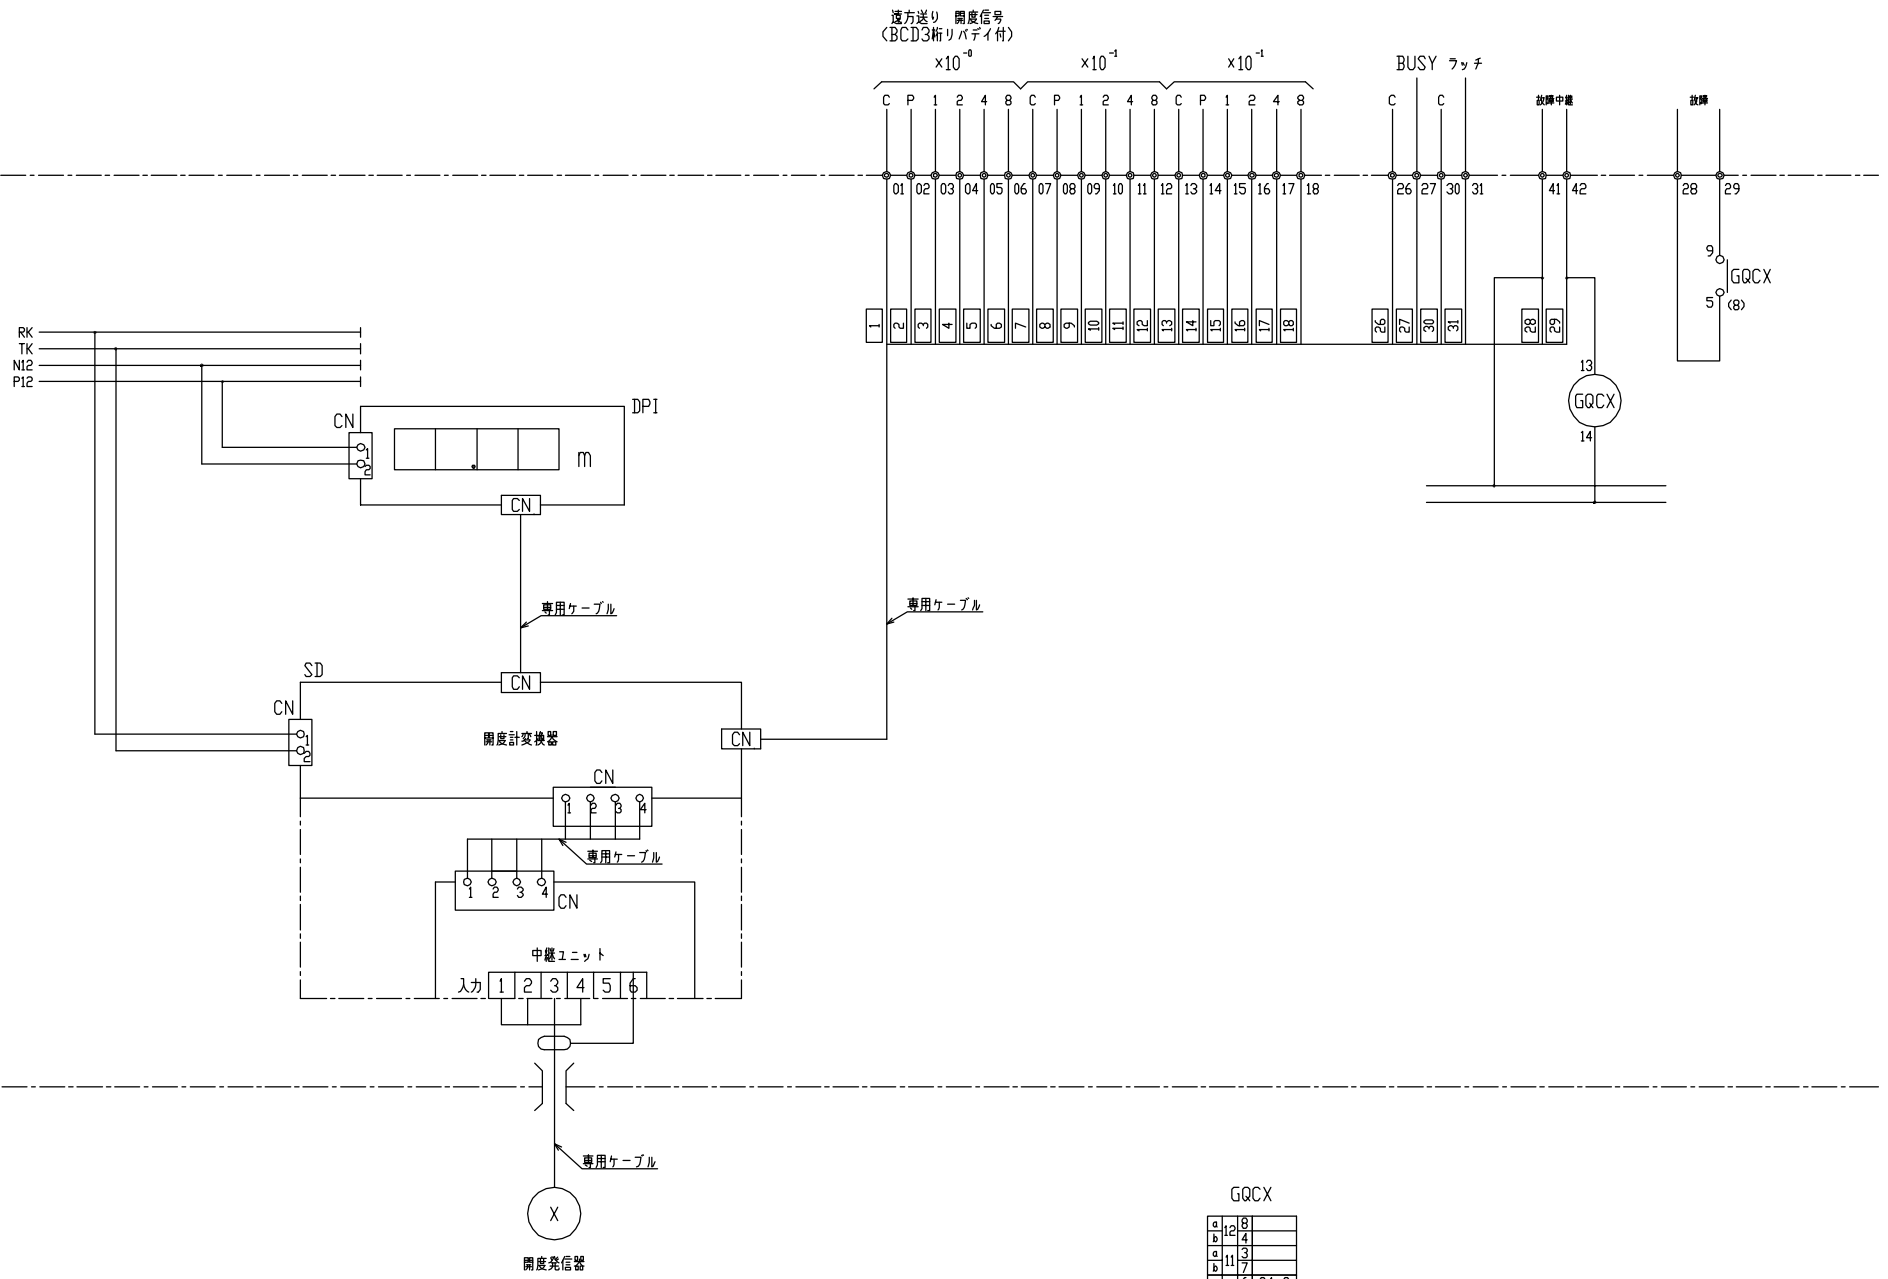 遠方送り 開度信号
(BCD3桁リバデイ付)
×10-0 ×10-1 ×10-1 BUSY ラッチ
C P 1 2 4 8 C P 1 2 4 8 C P 1 2 4 8 C C 故障中継 故障
01 02 03 04 05 06 07 08 09 10 11 12 13 14 15 16 17 18 26 27 30 31 41 42 28 29
9
GQCX
5 (8)
1 2 3 4 5 6 7 8 9 10 11 12 13 14 15 16 17 18 26 27 30 31 28 29
RK
TK
N12
P12
13
GQCX
14
DPI
CN
1
2
m
CN
専用ケーブル
専用ケーブル
SD
CN
CN
1
2
開度計変換器
CN
CN
1 2 3 4
専用ケーブル
1 2 3 4
CN
中継ユニット
入力 1 2 3 4 5 6
専用ケーブル
X
開度発信器
GQCX
a 12 8
b 4
a 11 3
b 7